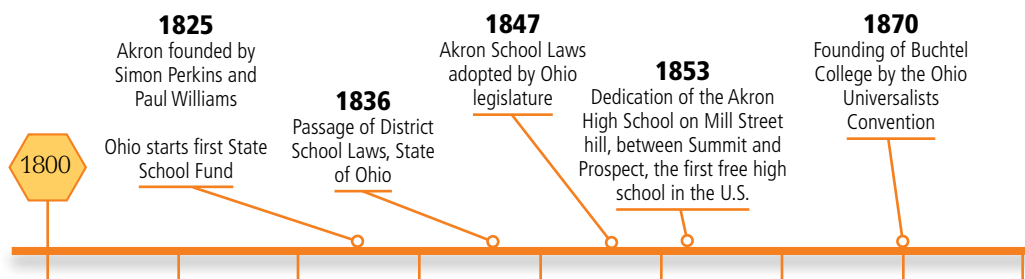 1800
1825
Akron founded by
Simon Perkins and
Paul Williams
Ohio starts first State
School Fund
1836
Passage of District
School Laws, State
of Ohio
1847
Akron School Laws
adopted by Ohio
legislature
1853
Dedication of the Akron
High School on Mill Street
hill, between Summit and
Prospect, the first free high
school in the U.S.
1870
Founding of Buchtel
College by the Ohio
Universalists
Convention